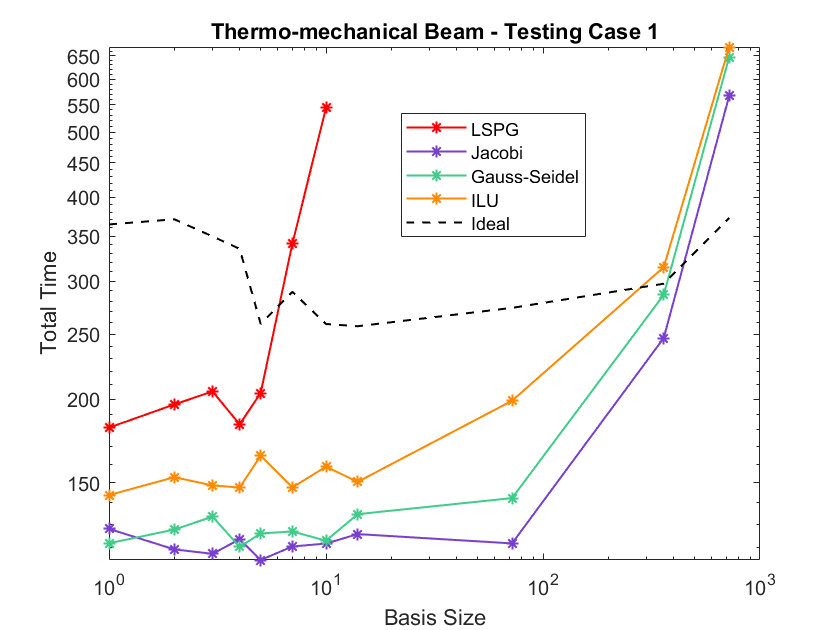 Thermo-mechanical Beam - Testing Case 1
650
600
550
500
450
400
350
300
250
200
150
Total Time
LSPG
Jacobi
Gauss-Seidel
ILU
Ideal
10^0
10^1
10^2
10^3
Basis Size